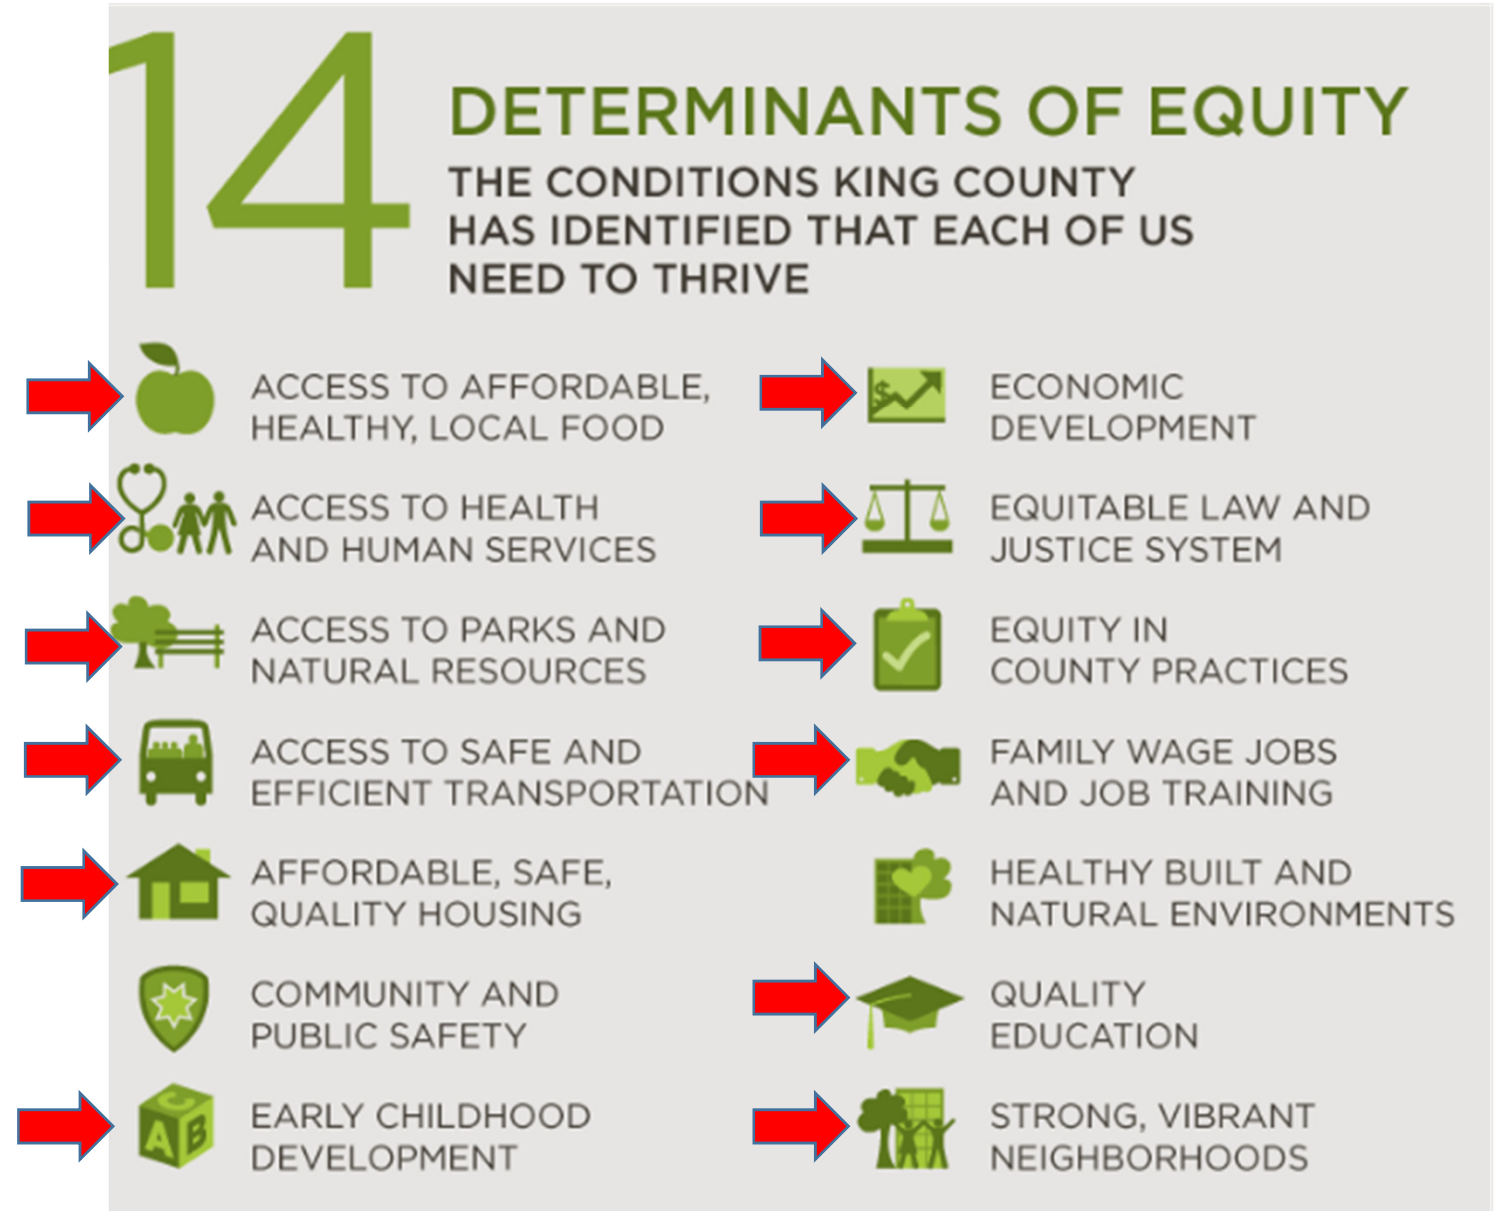 14
DETERMINANTS OF EQUITY
THE CONDITIONS KING COUNTY
HAS IDENTIFIED THAT EACH OF US
NEED TO THRIVE
ACCESS TO AFFORDABLE,
HEALTHY, LOCAL FOOD
ACCESS TO HEALTH
AND HUMAN SERVICES
ACCESS TO PARKS AND
NATURAL RESOURCES
ACCESS TO SAFE AND
EFFICIENT TRANSPORTATION
AFFORDABLE, SAFE,
QUALITY HOUSING
COMMUNITY AND
PUBLIC SAFETY
C
A B
EARLY CHILDHOOD
DEVELOPMENT
$
ECONOMIC
DEVELOPMENT
EQUITABLE LAW AND
JUSTICE SYSTEM
EQUITY IN
COUNTY PRACTICES
FAMILY WAGE JOBS
AND JOB TRAINING
HEALTHY BUILT AND
NATURAL ENVIRONMENTS
QUALITY
EDUCATION
STRONG, VIBRANT
NEIGHBORHOODS